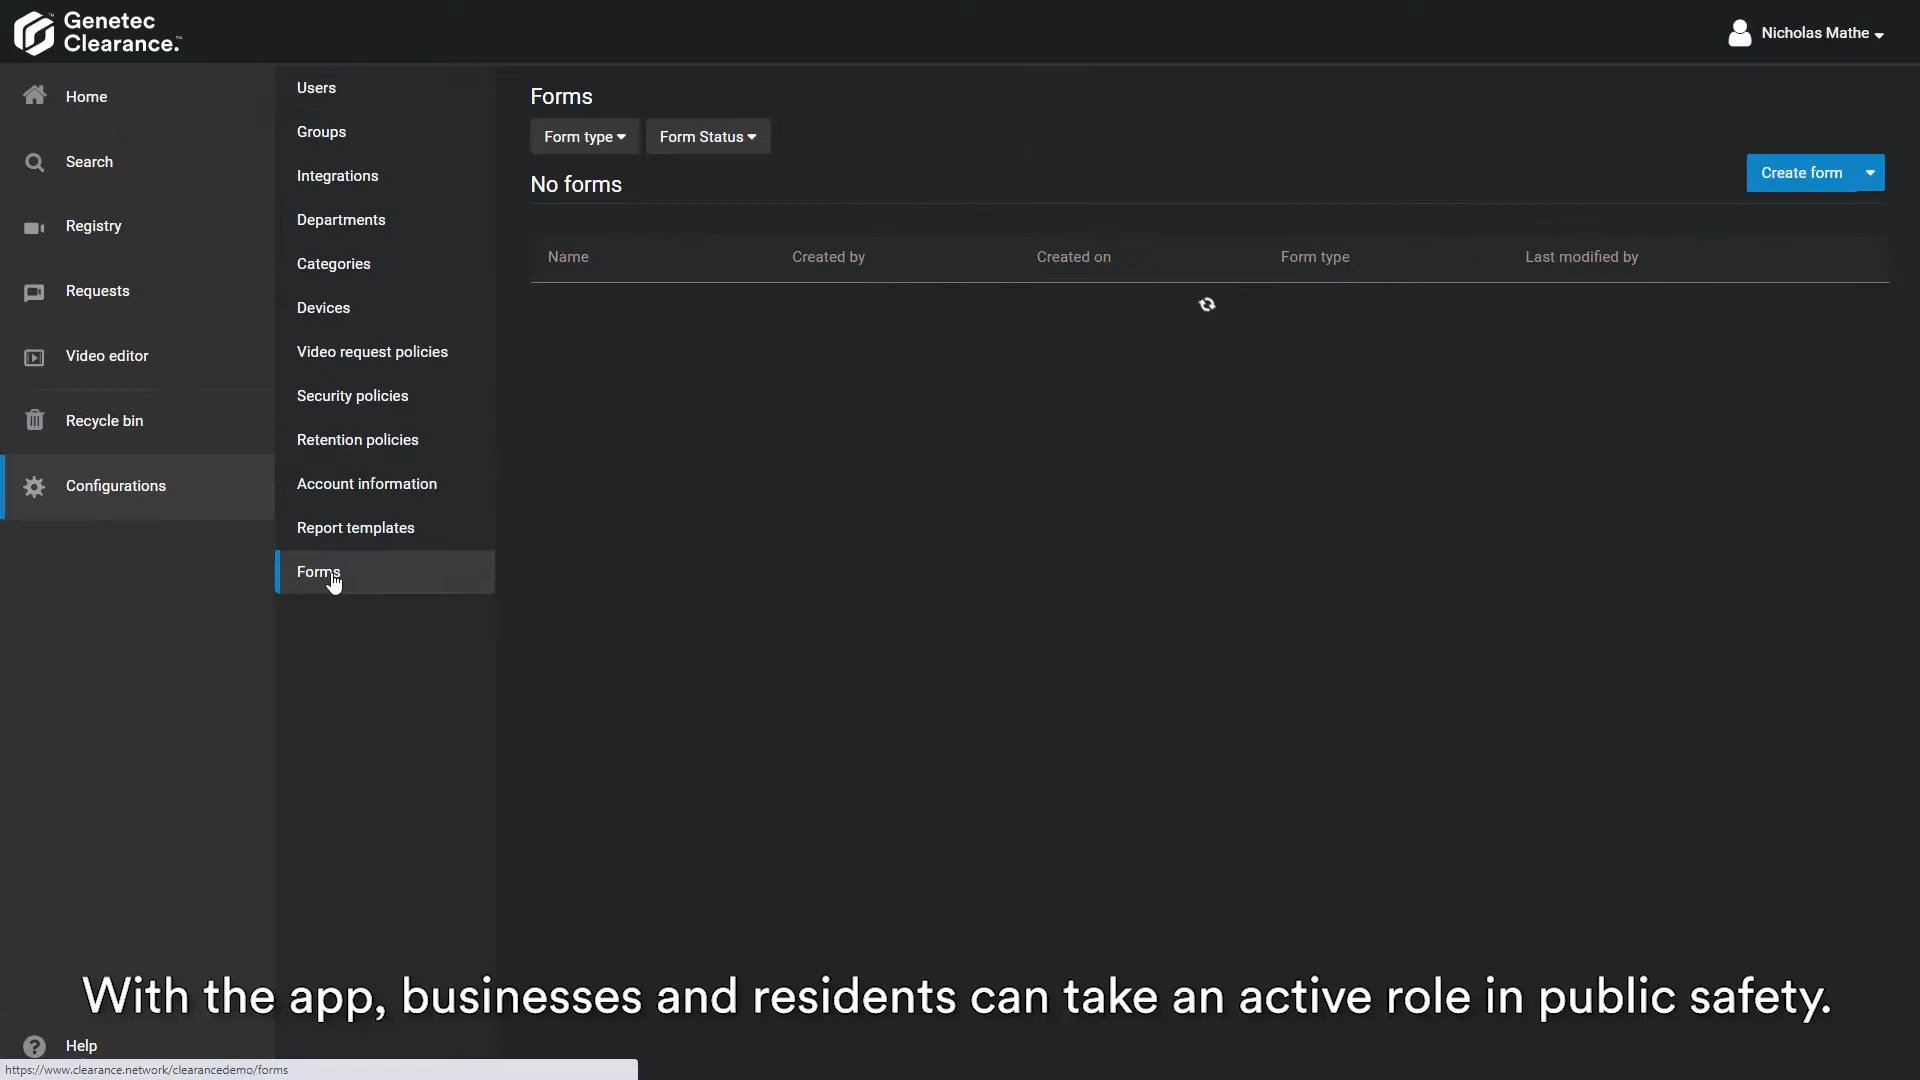 Genetec
Clearance.™
Nicholas Mathe
Home
Search
Registry
Requests
Video editor
Recycle bin
Configurations
Help
Users
Groups
Integrations
Departments
Categories
Devices
Video request policies
Security policies
Retention policies
Account information
Report templates
Forms
Forms
Form type
Form Status
No forms
Create form
Name Created by Created on Form type Last modified by
With the app, businesses and residents can take an active role in public safety.
https://www.clearance.network/clearancedemo/forms